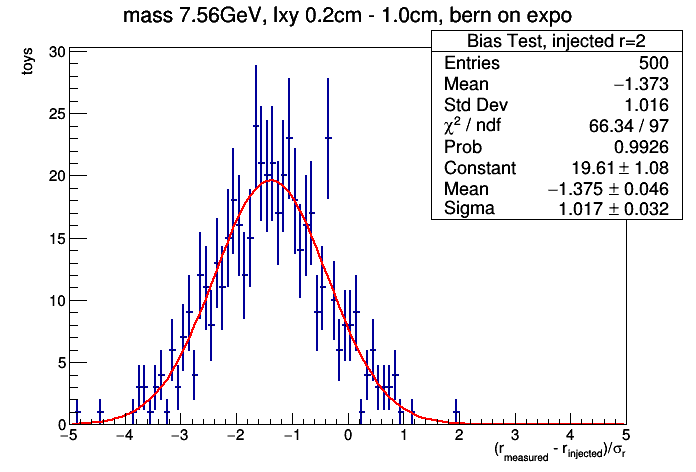 mass 7.56GeV, lxy 0.2cm - 1.0cm, bern on expo
Bias Test, injected r=2
Entries 500
Mean −1.373
Std Dev 1.016
χ² / ndf 66.34 / 97
Prob 0.9926
Constant 19.61 ± 1.08
Mean −1.375 ± 0.046
Sigma 1.017 ± 0.032
toys
30
25
20
15
10
5
0
−5 −4 −3 −2 −1 0 1 2 3 4 5
(r_measured - r_injected)/σ_r